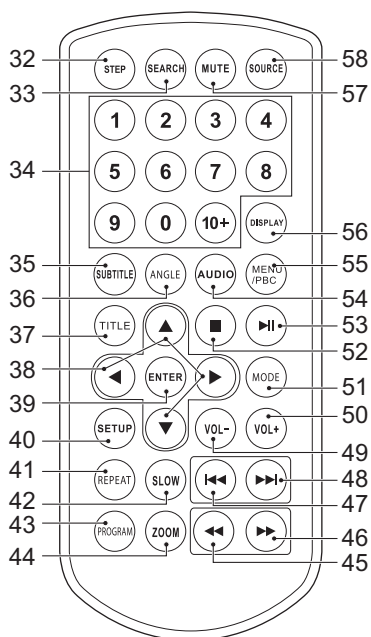 32 STEP SEARCH MUTE SOURCE 58
33 57
1 2 3 4
34 5 6 7 8
9 0 10+ DISPLAY
56
35 SUBTITLE ANGLE AUDIO MENU/PBC 55
36 54
TITLE 53
37 52
38 ENTER MODE 51
39
40 SETUP VOL- VOL+ 50
49
41 REPEAT SLOW 48
42 47
43 PROGRAM ZOOM 46
44 45